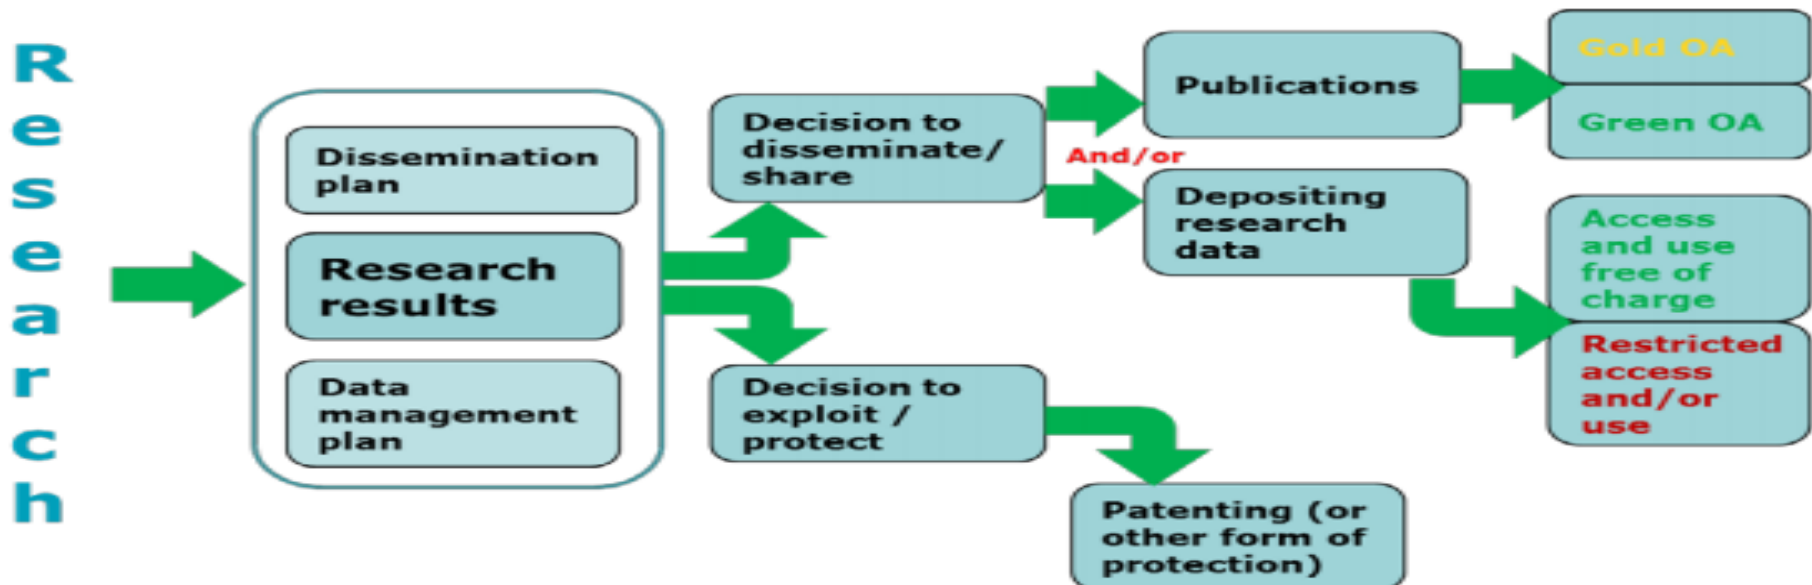 Research
Dissemination
plan
Research
results
Data
management
plan
Decision to
disseminate/
share
And/or
Decision to
exploit /
protect
Publications
Depositing
research
data
Patenting (or
other form of
protection)
Gold OA
Green OA
Access
and use
free of
charge
Restricted
access
and/or
use